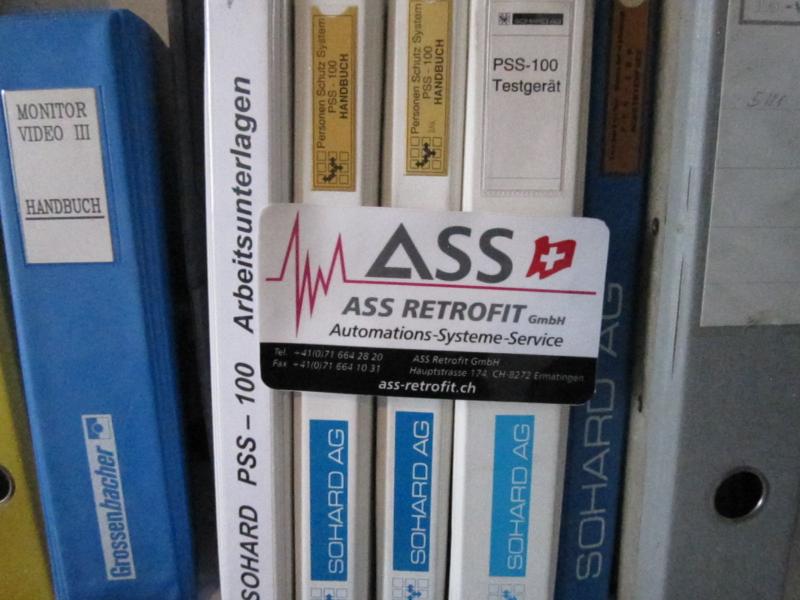 MONITOR
VIDEO III
HANDBUCH
Grossenbacher
SOHARD PSS – 100 Arbeitsunterlagen
Personen Schutz System
PSS - 100
HANDBUCH
SOHARD AG
Personen Schutz System
PSS - 100
HANDBUCH
SOHARD AG
SOHARD AG
PSS-100
Testgerät
SOHARD AG
SOHARD AG
ASS
ASS RETROFIT GmbH
Automations-Systeme-Service
Tel. +41(0)71 664 28 20
Fax +41(0)71 664 10 31
ASS Retrofit GmbH
Hauptstrasse 174, CH-8272 Ermatingen
ass-retrofit.ch